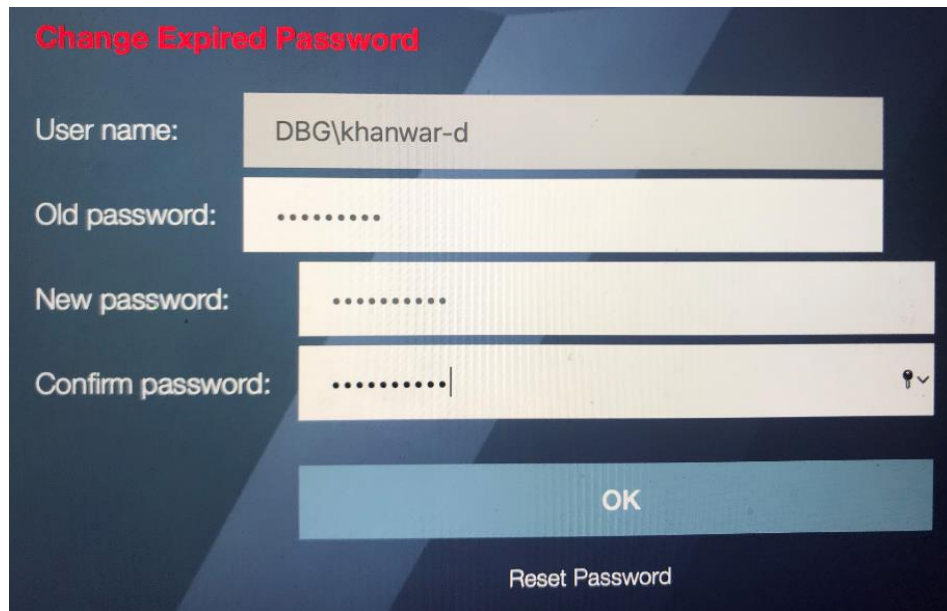 Change Expired Password
User name: DBG\khanwar-d
Old password: •••••••••
New password: ••••••••••
Confirm password: ••••••••••
OK
Reset Password